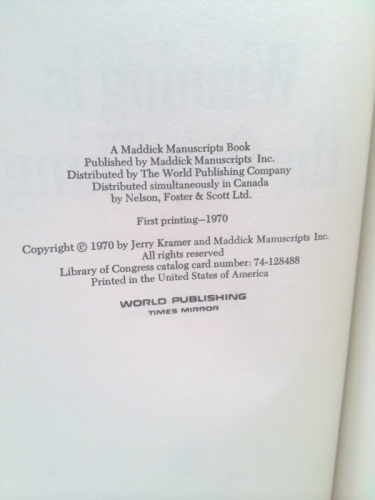 A Maddick Manuscripts Book
Published by Maddick Manuscripts Inc.
Distributed by The World Publishing Company
Distributed simultaneously in Canada
by Nelson, Foster & Scott Ltd.
First printing—1970
Copyright © 1970 by Jerry Kramer and Maddick Manuscripts Inc.
All rights reserved
Library of Congress catalog card number: 74-128488
Printed in the United States of America
WORLD PUBLISHING
TIMES MIRROR